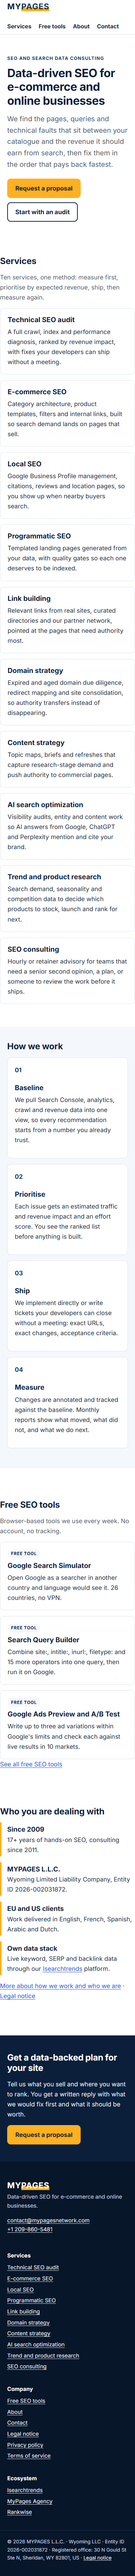 MYPAGES
Services Free tools About Contact
SEO AND SEARCH DATA CONSULTING
Data-driven SEO for
e-commerce and
online businesses
We find the pages, queries and
technical faults that sit between your
catalogue and the revenue it should
earn from search, then fix them in
the order that pays back fastest.
Request a proposal
Start with an audit
Services
Ten services, one method: measure first,
prioritise by expected revenue, ship, then
measure again.
Technical SEO audit
A full crawl, index and performance
diagnosis, ranked by revenue impact,
with fixes your developers can ship
without a meeting.
E-commerce SEO
Category architecture, product
templates, filters and internal links, built
so search demand lands on pages that
sell.
Local SEO
Google Business Profile management,
citations, reviews and location pages, so
you show up when nearby buyers
search.
Programmatic SEO
Templated landing pages generated from
your data, with quality gates so each one
deserves to be indexed.
Link building
Relevant links from real sites, curated
directories and our partner network,
pointed at the pages that need authority
most.
Domain strategy
Expired and aged domain due diligence,
redirect mapping and site consolidation,
so authority transfers instead of
disappearing.
Content strategy
Topic maps, briefs and refreshes that
capture research-stage demand and
push authority to commercial pages.
AI search optimization
Visibility audits, entity and content work
so AI answers from Google, ChatGPT
and Perplexity mention and cite your
brand.
Trend and product research
Search demand, seasonality and
competition data to decide which
products to stock, launch and rank for
next.
SEO consulting
Hourly or retainer advisory for teams that
need a senior second opinion, a plan, or
someone to review the work before it
ships.
How we work
01
Baseline
We pull Search Console, analytics,
crawl and revenue data into one
view, so every recommendation
starts from a number you already
trust.
02
Prioritise
Each issue gets an estimated traffic
and revenue impact and an effort
score. You see the ranked list
before anything is built.
03
Ship
We implement directly or write
tickets your developers can close
without a meeting: exact URLs,
exact changes, acceptance criteria.
04
Measure
Changes are annotated and tracked
against the baseline. Monthly
reports show what moved, what did
not, and what we do next.
Free SEO tools
Browser-based tools we use every week. No
account, no tracking.
FREE TOOL
Google Search Simulator
Open Google as a searcher in another
country and language would see it. 26
countries, no VPN.
FREE TOOL
Search Query Builder
Combine site:, intitle:, inurl:, filetype: and
15 more operators into one query, then
run it on Google.
FREE TOOL
Google Ads Preview and A/B Test
Write up to three ad variations within
Google's limits and check each against
live results in 10 markets.
See all free SEO tools
Who you are dealing with
Since 2009
17+ years of hands-on SEO, consulting
since 2011.
MYPAGES L.L.C.
Wyoming Limited Liability Company, Entity
ID 2026-002031872.
EU and US clients
Work delivered in English, French, Spanish,
Arabic and Dutch.
Own data stack
Live keyword, SERP and backlink data
through our Isearchtrends platform.
More about how we work and who we are ·
Legal notice
Get a data-backed plan for
your site
Tell us what you sell and where you want
to rank. You get a written reply with what
we would fix first and what it should be
worth.
Request a proposal
MYPAGES
Data-driven SEO for e-commerce and online
businesses.
contact@mypagesnetwork.com
+1 209-860-5481
Services
Technical SEO audit
E-commerce SEO
Local SEO
Programmatic SEO
Link building
Domain strategy
Content strategy
AI search optimization
Trend and product research
SEO consulting
Company
Free SEO tools
About
Contact
Legal notice
Privacy policy
Terms of service
Ecosystem
Isearchtrends
MyPages Agency
Rankwise
© 2026 MYPAGES L.L.C. · Wyoming LLC · Entity ID
2026-002031872 · Registered office: 30 N Gould St
Ste N, Sheridan, WY 82801, US · Legal notice